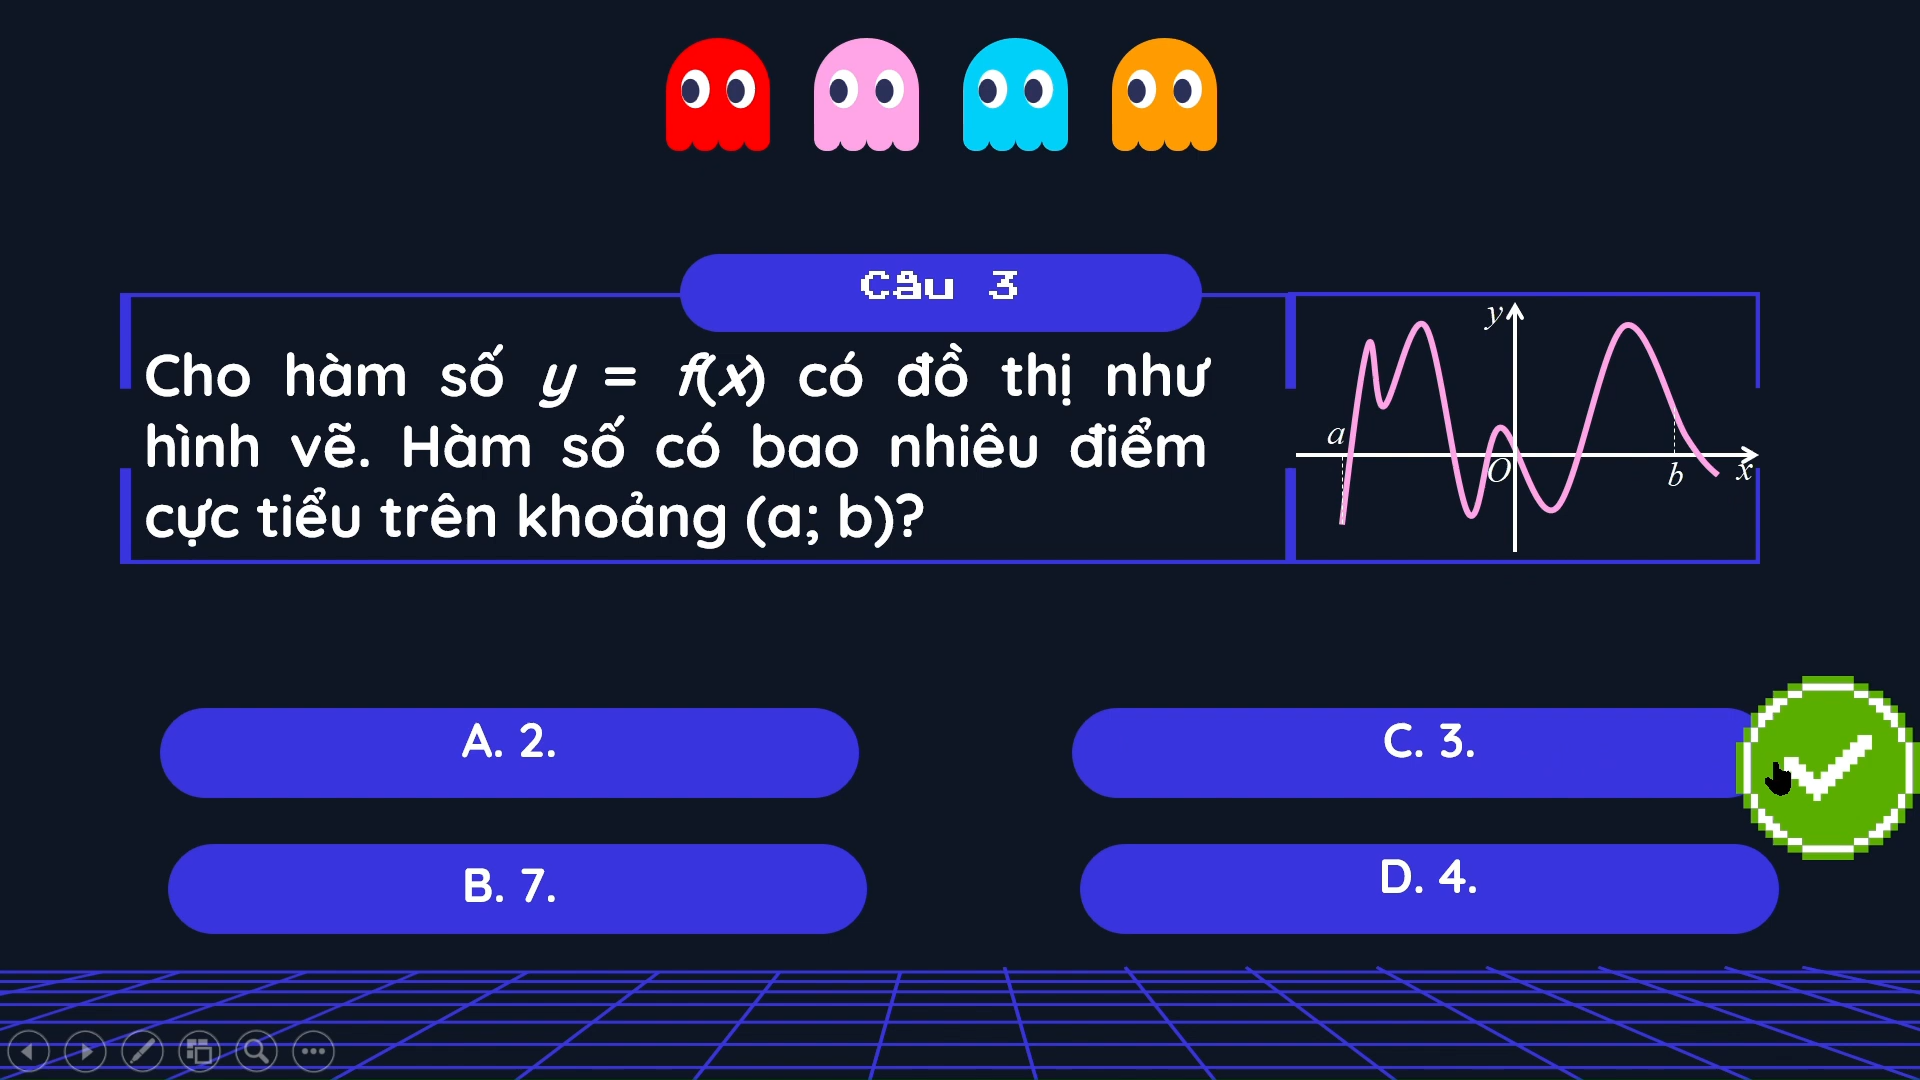 Câu 3
Cho hàm số y = f(x) có đồ thị như
hình vẽ. Hàm số có bao nhiêu điểm
cực tiểu trên khoảng (a; b)?
y
a
O
b
x
A. 2.
C. 3.
B. 7.
D. 4.